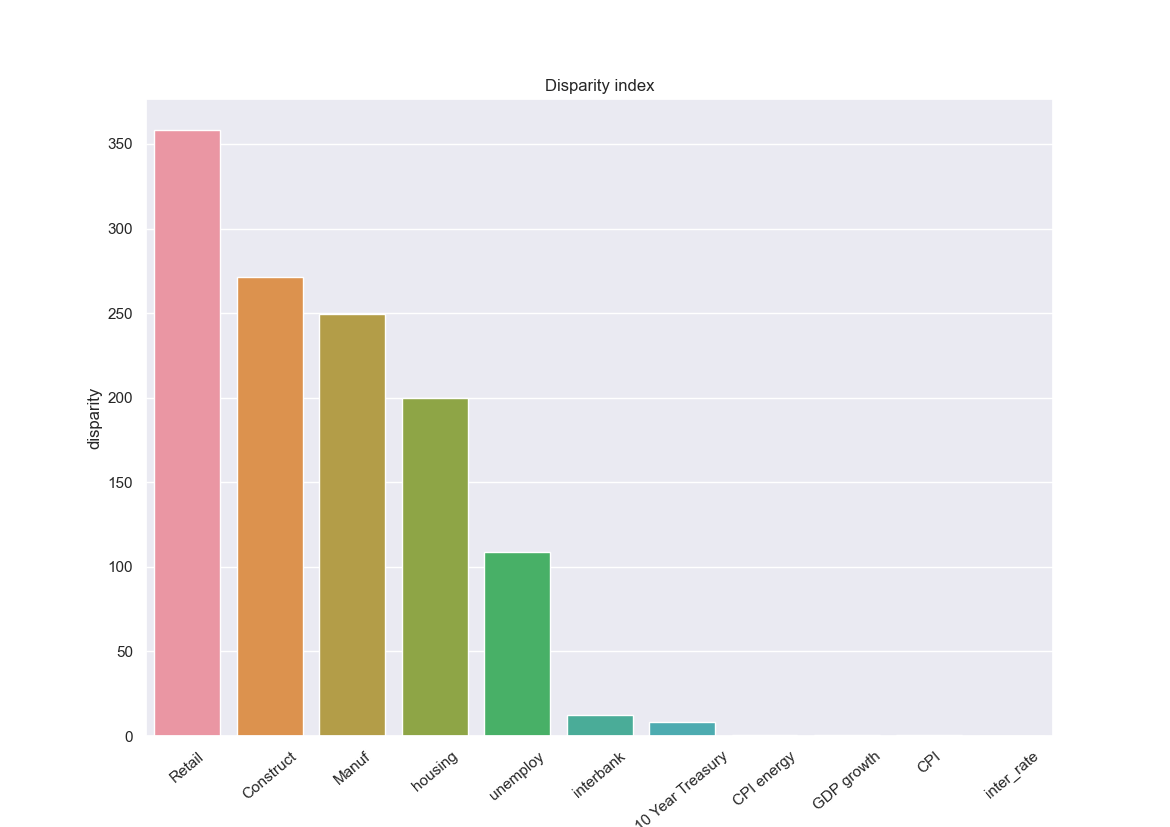 Disparity index
disparity
350
300
250
200
150
100
50
0
Retail
Construct
Manuf
housing
unemploy
interbank
10 Year Treasury
CPI energy
GDP growth
CPI
inter_rate